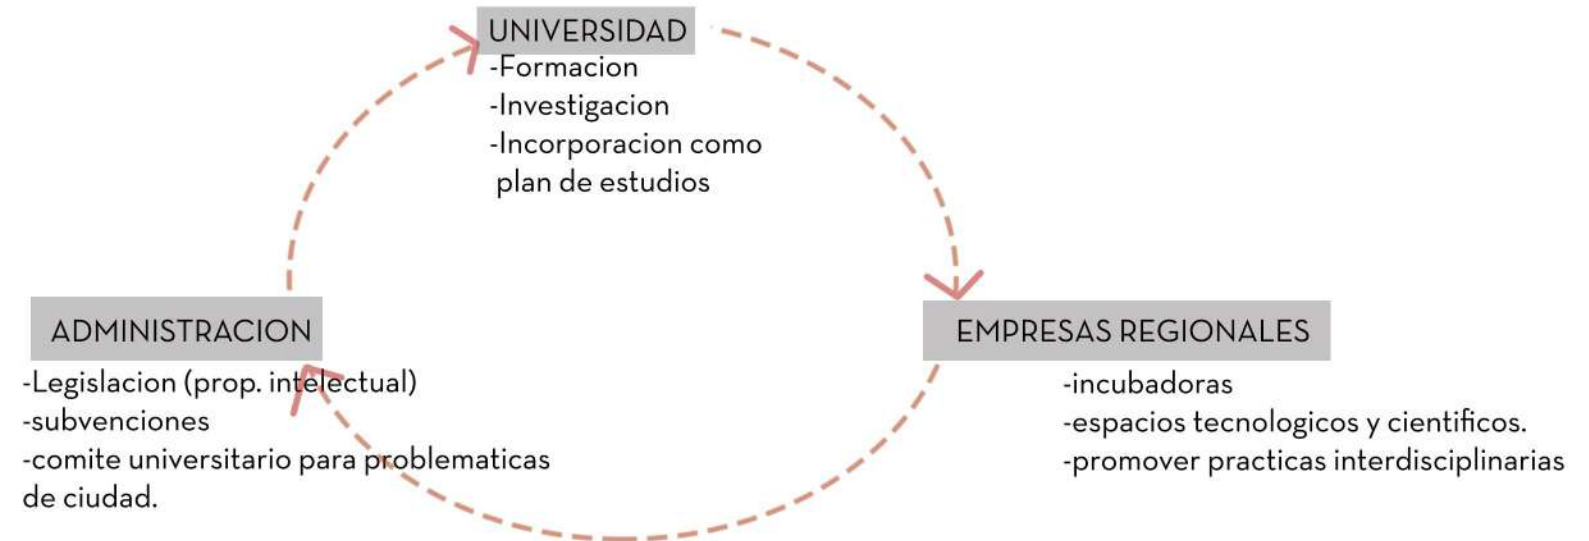 UNIVERSIDAD
-Formacion
-Investigacion
-Incorporacion como
plan de estudios
ADMINISTRACION
-Legislacion (prop. intelectual)
-subvenciones
-comite universitario para problematicas
de ciudad.
EMPRESAS REGIONALES
-incubadoras
-espacios tecnologicos y cientificos.
-promover practicas interdisciplinarias